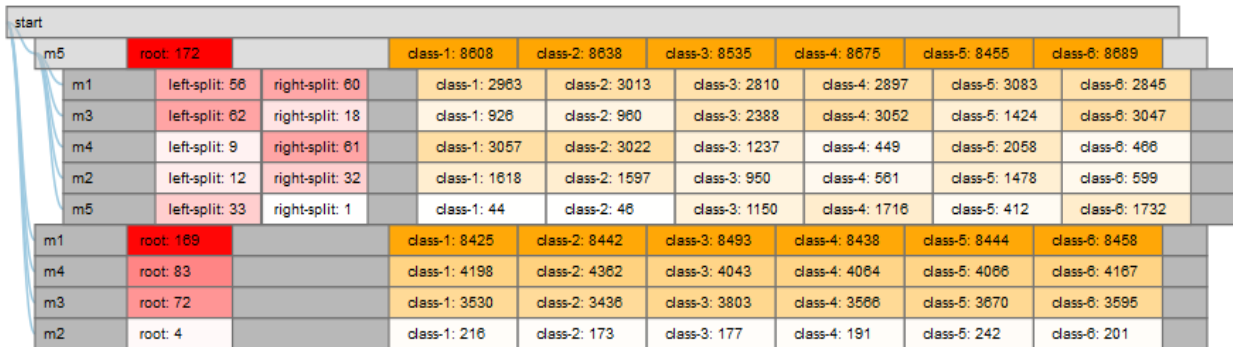 start
m5 root: 172 class-1: 8608 class-2: 8638 class-3: 8535 class-4: 8675 class-5: 8455 class-6: 8689
m1 left-split: 56 right-split: 60 class-1: 2963 class-2: 3013 class-3: 2810 class-4: 2897 class-5: 3083 class-6: 2845
m3 left-split: 62 right-split: 18 class-1: 926 class-2: 960 class-3: 2388 class-4: 3052 class-5: 1424 class-6: 3047
m4 left-split: 9 right-split: 61 class-1: 3057 class-2: 3022 class-3: 1237 class-4: 449 class-5: 2058 class-6: 466
m2 left-split: 12 right-split: 32 class-1: 1618 class-2: 1597 class-3: 950 class-4: 561 class-5: 1478 class-6: 599
m5 left-split: 33 right-split: 1 class-1: 44 class-2: 46 class-3: 1150 class-4: 1716 class-5: 412 class-6: 1732
m1 root: 169 class-1: 8425 class-2: 8442 class-3: 8493 class-4: 8438 class-5: 8444 class-6: 8458
m4 root: 83 class-1: 4198 class-2: 4362 class-3: 4043 class-4: 4064 class-5: 4066 class-6: 4167
m3 root: 72 class-1: 3530 class-2: 3436 class-3: 3803 class-4: 3566 class-5: 3670 class-6: 3595
m2 root: 4 class-1: 216 class-2: 173 class-3: 177 class-4: 191 class-5: 242 class-6: 201